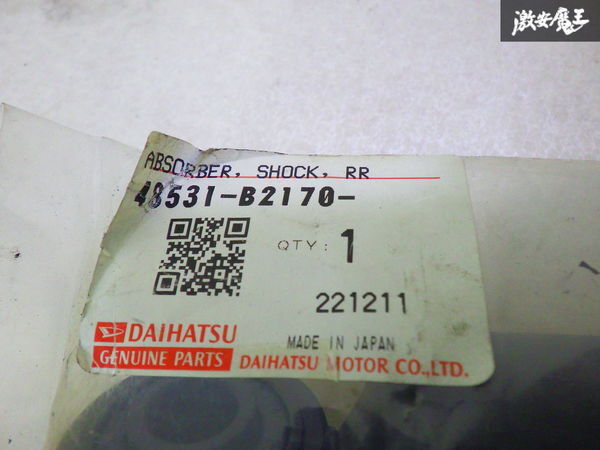 激安魔王
ABSORBER, SHOCK, RR
48531-B2170-
QTY: 1
221211
DAIHATSU
MADE IN JAPAN
GENUINE PARTS
DAIHATSU MOTOR CO.,LTD.